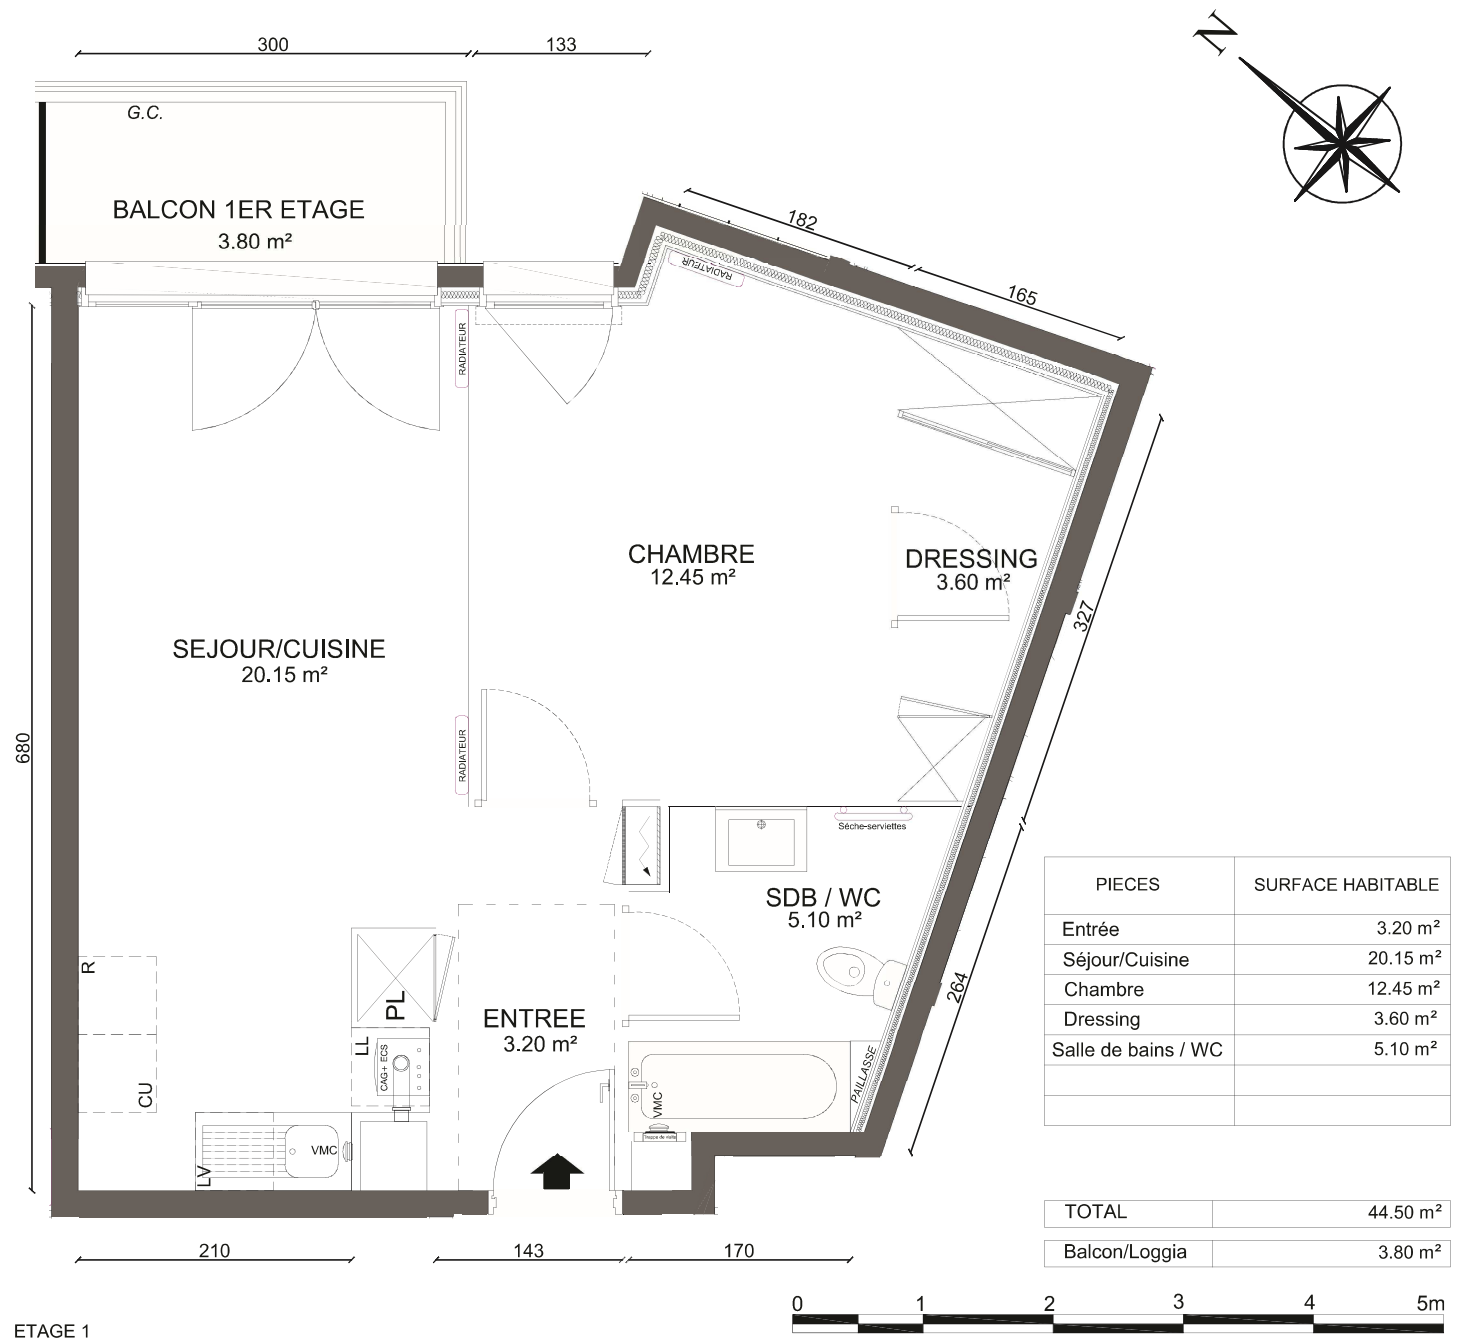 300
133
N
G.C.
BALCON 1ER ETAGE
3.80 m²
182
165
RADIATEUR
RADIATEUR
CHAMBRE
12.45 m²
DRESSING
3.60 m²
327
SEJOUR/CUISINE
20.15 m²
680
RADIATEUR
Sèche-serviettes
SDB / WC
5.10 m²
264
R
PL
ENTREE
3.20 m²
LL
CAG+ ECS
CU
PAILLASSE
VMC
Trappe de visite
VMC
LV
210
143
170
PIECES SURFACE HABITABLE
Entrée 3.20 m²
Séjour/Cuisine 20.15 m²
Chambre 12.45 m²
Dressing 3.60 m²
Salle de bains / WC 5.10 m²
TOTAL 44.50 m²
Balcon/Loggia 3.80 m²
0 1 2 3 4 5m
ETAGE 1